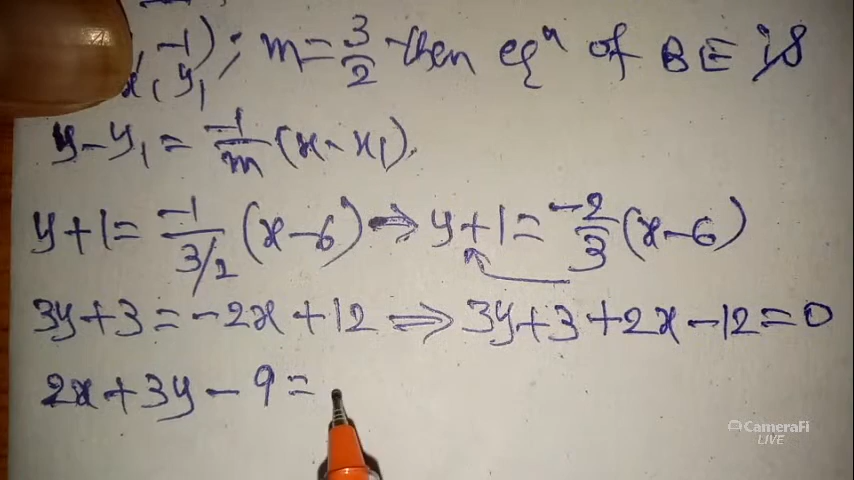 -1) ; m = 3/2 then eqn of BE is
x1 y1
y - y1 = -1/m (x - x1).
y + 1 = -1/3/2 (x - 6) ⇒ y + 1 = -2/3 (x - 6)
3y + 3 = -2x + 12 ⇒ 3y + 3 + 2x - 12 = 0
2x + 3y - 9 =
CameraFi
LIVE